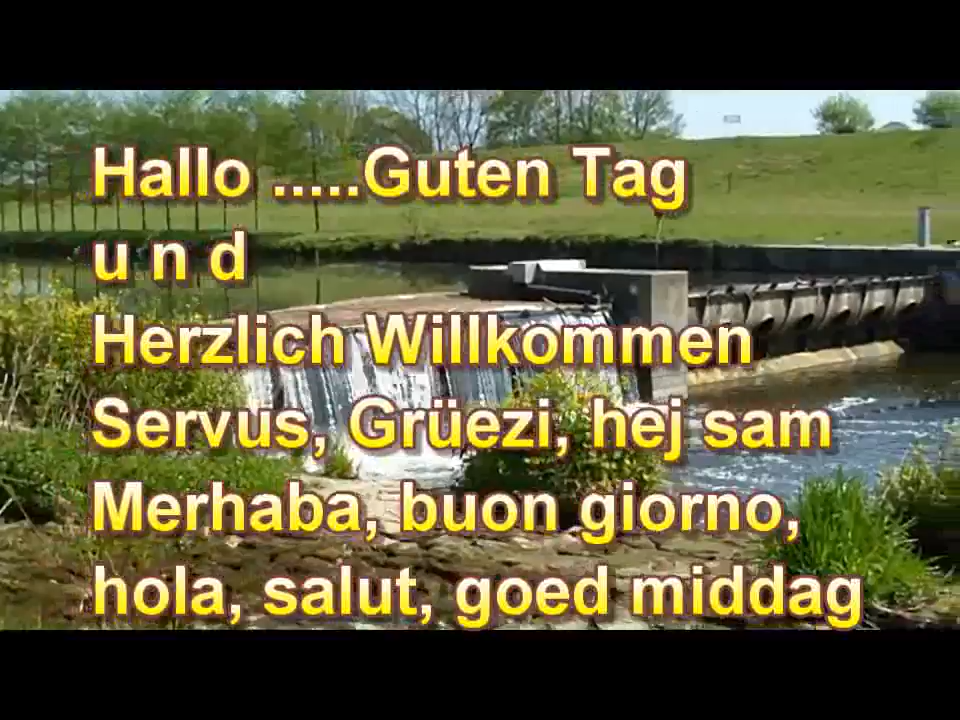 Hallo .....Guten Tag
u n d
Herzlich Willkommen
Servus, Grüezi, hej sam
Merhaba, buon giorno,
hola, salut, goed middag